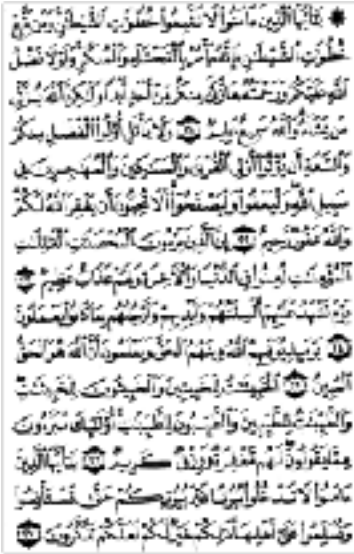 يَٰٓأَيُّهَا ٱلَّذِينَ ءَامَنُوا۟ لَا تَتَّبِعُوا۟ خُطُوَٰتِ ٱلشَّيْطَٰنِ وَمَن يَتَّبِعْ
خُطُوَٰتِ ٱلشَّيْطَٰنِ فَإِنَّهُۥ يَأْمُرُ بِٱلْفَحْشَآءِ وَٱلْمُنكَرِ وَلَوْلَا فَضْلُ
ٱللَّهِ عَلَيْكُمْ وَرَحْمَتُهُۥ مَا زَكَىٰ مِنكُم مِّنْ أَحَدٍ أَبَدًا وَلَٰكِنَّ ٱللَّهَ يُزَكِّى
مَن يَشَآءُ وَٱللَّهُ سَمِيعٌ عَلِيمٌ ٢١ وَلَا يَأْتَلِ أُو۟لُوا۟ ٱلْفَضْلِ مِنكُمْ
وَٱلسَّعَةِ أَن يُؤْتُوٓا۟ أُو۟لِى ٱلْقُرْبَىٰ وَٱلْمَسَٰكِينَ وَٱلْمُهَٰجِرِينَ فِى
سَبِيلِ ٱللَّهِ وَلْيَعْفُوا۟ وَلْيَصْفَحُوٓا۟ أَلَا تُحِبُّونَ أَن يَغْفِرَ ٱللَّهُ لَكُمْ
وَٱللَّهُ غَفُورٌ رَّحِيمٌ ٢٢ إِنَّ ٱلَّذِينَ يَرْمُونَ ٱلْمُحْصَنَٰتِ ٱلْغَٰفِلَٰتِ
ٱلْمُؤْمِنَٰتِ لُعِنُوا۟ فِى ٱلدُّنْيَا وَٱلْءَاخِرَةِ وَلَهُمْ عَذَابٌ عَظِيمٌ ٢٣
يَوْمَ تَشْهَدُ عَلَيْهِمْ أَلْسِنَتُهُمْ وَأَيْدِيهِمْ وَأَرْجُلُهُم بِمَا كَانُوا۟ يَعْمَلُونَ
٢٤ يَوْمَئِذٍ يُوَفِّيهِمُ ٱللَّهُ دِينَهُمُ ٱلْحَقَّ وَيَعْلَمُونَ أَنَّ ٱللَّهَ هُوَ ٱلْحَقُّ
ٱلْمُبِينُ ٢٥ ٱلْخَبِيثَٰتُ لِلْخَبِيثِينَ وَٱلْخَبِيثُونَ لِلْخَبِيثَٰتِ
وَٱلطَّيِّبَٰتُ لِلطَّيِّبِينَ وَٱلطَّيِّبُونَ لِلطَّيِّبَٰتِ أُو۟لَٰٓئِكَ مُبَرَّءُونَ
مِمَّا يَقُولُونَ لَهُم مَّغْفِرَةٌ وَرِزْقٌ كَرِيمٌ ٢٦ يَٰٓأَيُّهَا ٱلَّذِينَ
ءَامَنُوا۟ لَا تَدْخُلُوا۟ بُيُوتًا غَيْرَ بُيُوتِكُمْ حَتَّىٰ تَسْتَأْنِسُوا۟
وَتُسَلِّمُوا۟ عَلَىٰٓ أَهْلِهَا ذَٰلِكُمْ خَيْرٌ لَّكُمْ لَعَلَّكُمْ تَذَكَّرُونَ ٢٧